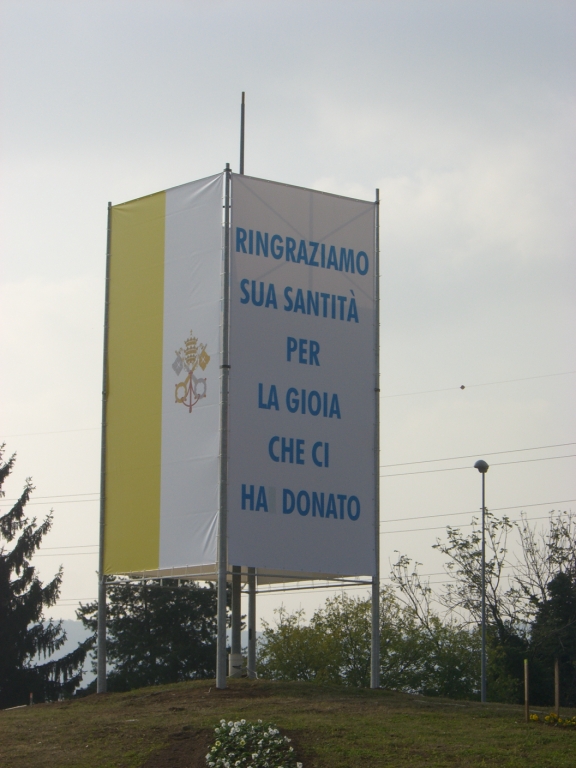 RINGRAZIAMO
SUA SANTITÀ
PER
LA GIOIA
CHE CI
HA DONATO